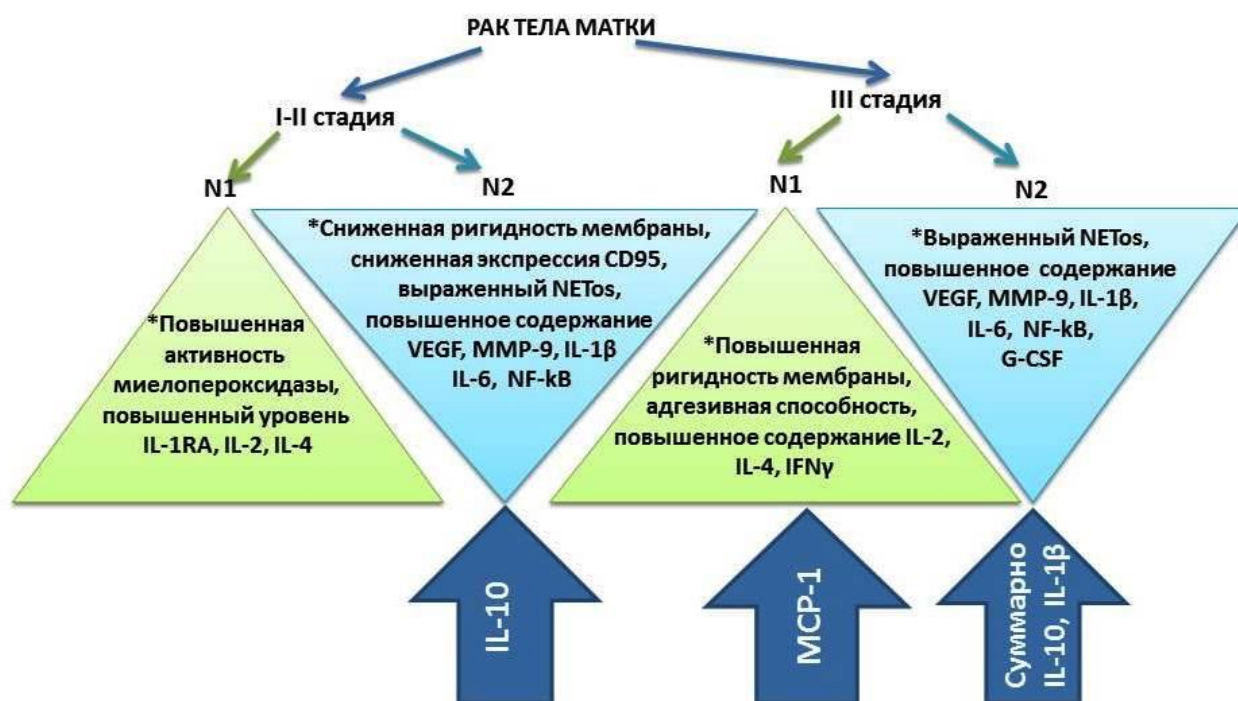 РАК ТЕЛА МАТКИ
I-II стадия
III стадия
N1
N2
N1
N2
*Повышенная
активность
миелопероксидазы,
повышенный уровень
IL-1RA, IL-2, IL-4
*Сниженная ригидность мембраны,
сниженная экспрессия CD95,
выраженный NETos,
повышенное содержание
VEGF, MMP-9, IL-1β
IL-6, NF-kB
*Повышенная
ригидность мембраны,
адгезивная способность,
повышенное содержание IL-2,
IL-4, IFNγ
*Выраженный NETos,
повышенное содержание
VEGF, MMP-9, IL-1β,
IL-6, NF-kB,
G-CSF
IL-10
MCP-1
Суммарно
IL-10, IL-1β